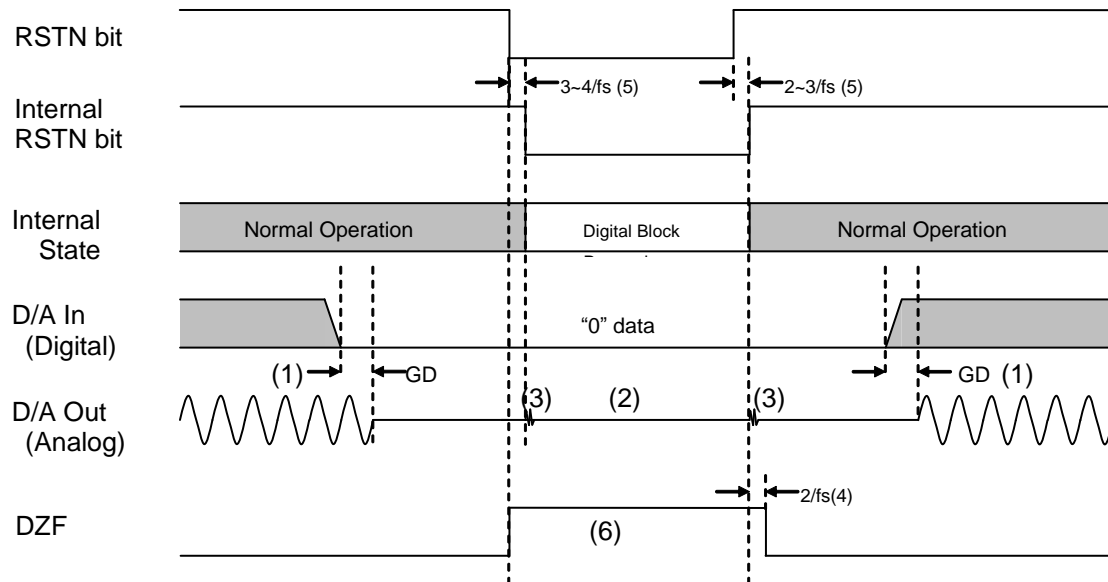 RSTN bit
3~4/fs (5)
2~3/fs (5)
Internal
RSTN bit
Internal
State
Normal Operation
Digital Block
Normal Operation
D/A In
(Digital)
“0” data
(1)
GD
GD
(1)
D/A Out
(Analog)
(3)
(2)
(3)
2/fs(4)
DZF
(6)